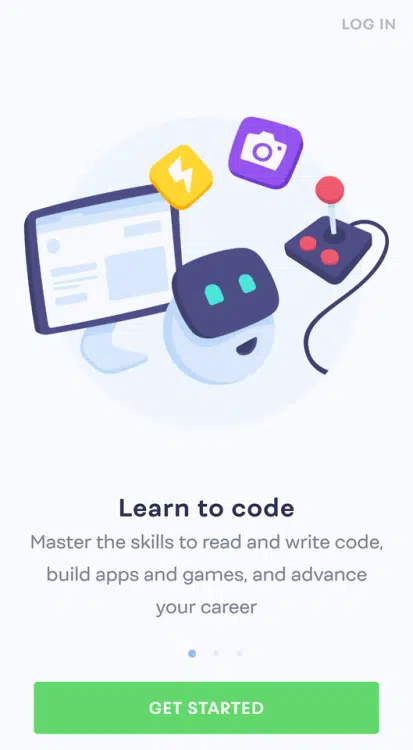 LOG IN
Learn to code
Master the skills to read and write code,
build apps and games, and advance
your career
GET STARTED